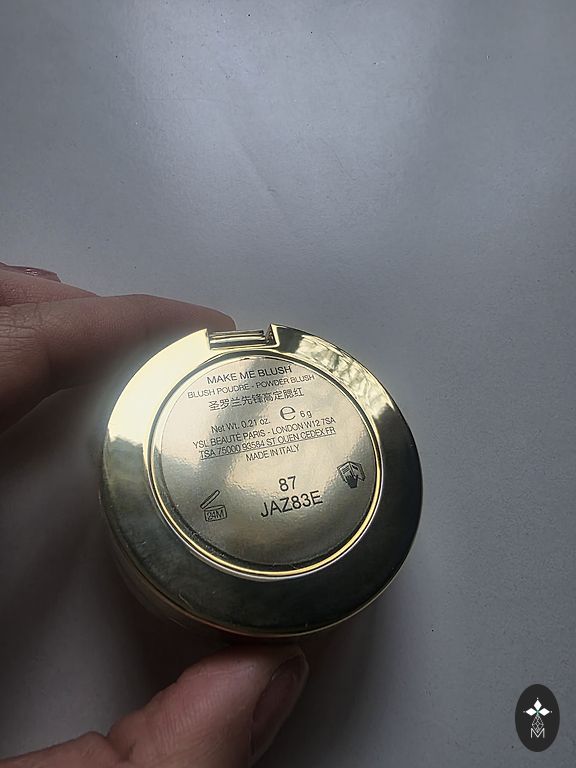 MAKE ME BLUSH
BLUSH POUDRE - POWDER BLUSH
圣罗兰先锋高定腮红
Net Wt. 0.21 oz. ℮ 6 g
YSL BEAUTE PARIS - LONDON W12 7SA
TSA 75000 93584 ST OUEN CEDEX FR
MADE IN ITALY
87
JAZ83E
24M
M